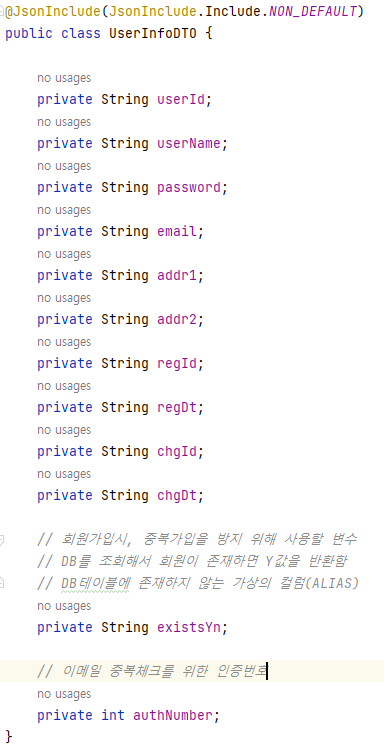 @JsonInclude(JsonInclude.Include.NON_DEFAULT)
public class UserInfoDTO {
no usages
private String userId;
no usages
private String userName;
no usages
private String password;
no usages
private String email;
no usages
private String addr1;
no usages
private String addr2;
no usages
private String regId;
no usages
private String regDt;
no usages
private String chgId;
no usages
private String chgDt;
// 회원가입시, 중복가입을 방지 위해 사용할 변수
// DB를 조회해서 회원이 존재하면 Y값을 반환함
// DB테이블에 존재하지 않는 가상의 컬럼(ALIAS)
no usages
private String existsYn;
// 이메일 중복체크를 위한 인증번호
no usages
private int authNumber;
}